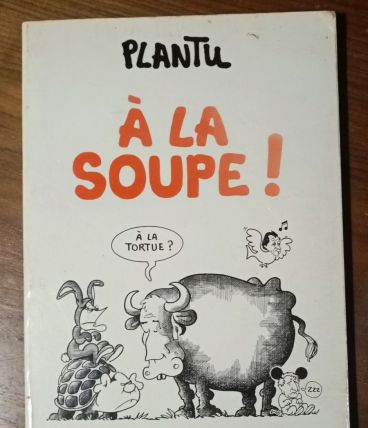 PLANTU
À LA
SOUPE !
À LA
TORTUE ?
ZZZ